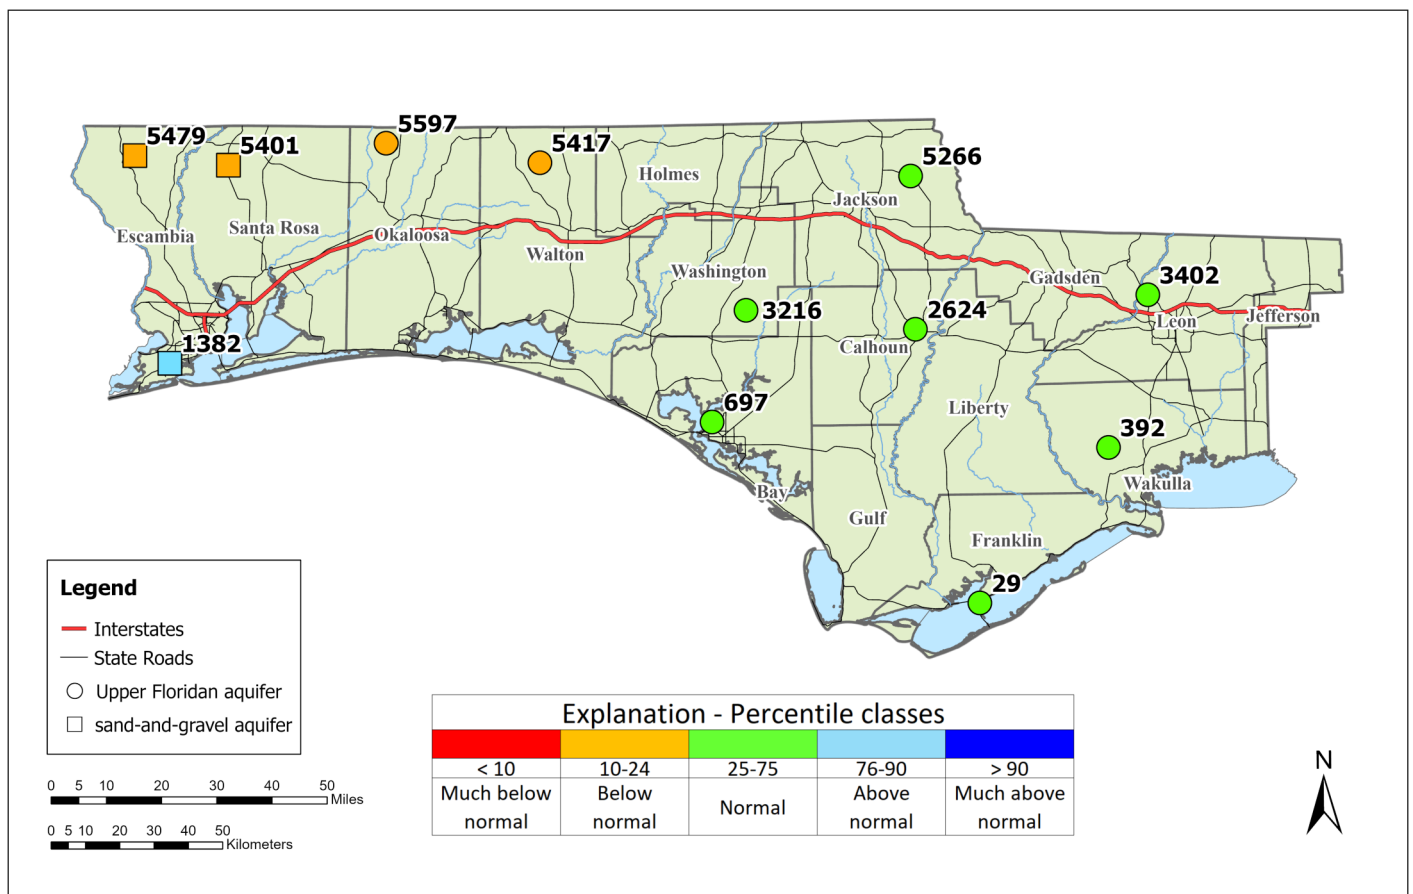 5479
5401
5597
5417
5266
Holmes
Jackson
Santa Rosa
Escambia
Okaloosa
Walton
Washington
Gadsden
3402
3216
2624
Leon
Jefferson
1382
Calhoun
697
Liberty
392
Wakulla
Bay
Gulf
Franklin
29
Legend
Interstates
State Roads
Upper Floridan aquifer
sand-and-gravel aquifer
0 5 10 20 30 40 50
Miles
0 5 10 20 30 40 50
Kilometers
Explanation - Percentile classes
< 10 10-24 25-75 76-90 > 90
Much below Below Normal Above Much above
normal normal normal normal
N